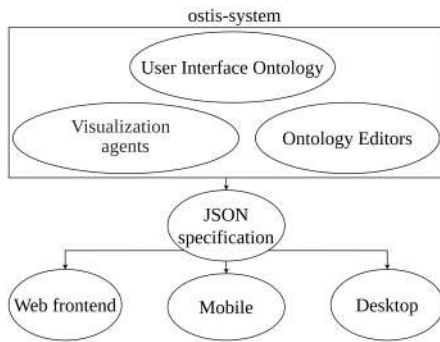 ostis-system
User Interface Ontology
Visualization
agents
Ontology Editors
JSON
specification
Web frontend
Mobile
Desktop